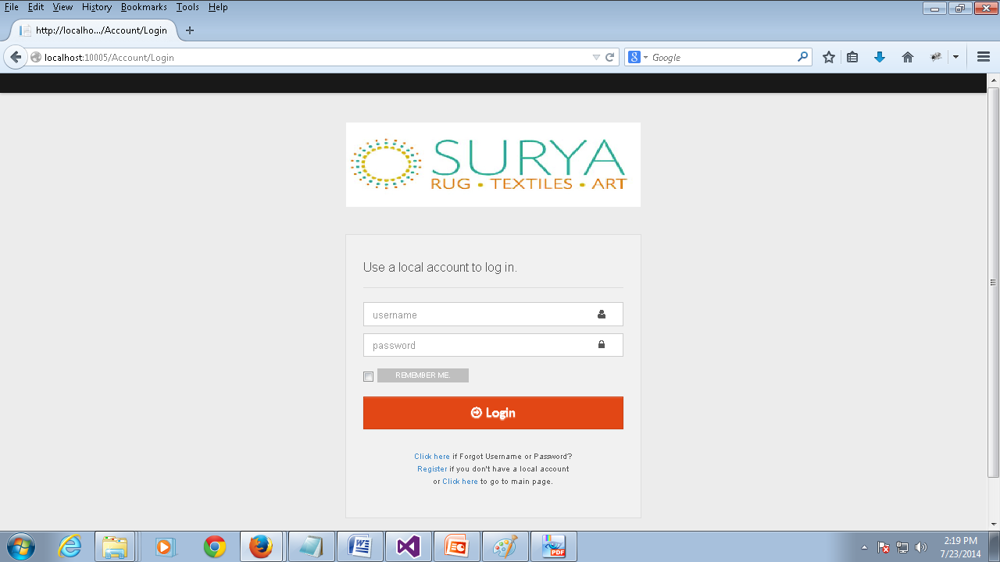 File Edit View History Bookmarks Tools Help
http://localho.../Account/Login
localhost:10005/Account/Login
Google
SURYA
RUG • TEXTILES • ART
Use a local account to log in.
username
password
REMEMBER ME.
Login
Click here if Forgot Username or Password?
Register if you don't have a local account
or Click here to go to main page.
PDF
2:19 PM
7/23/2014